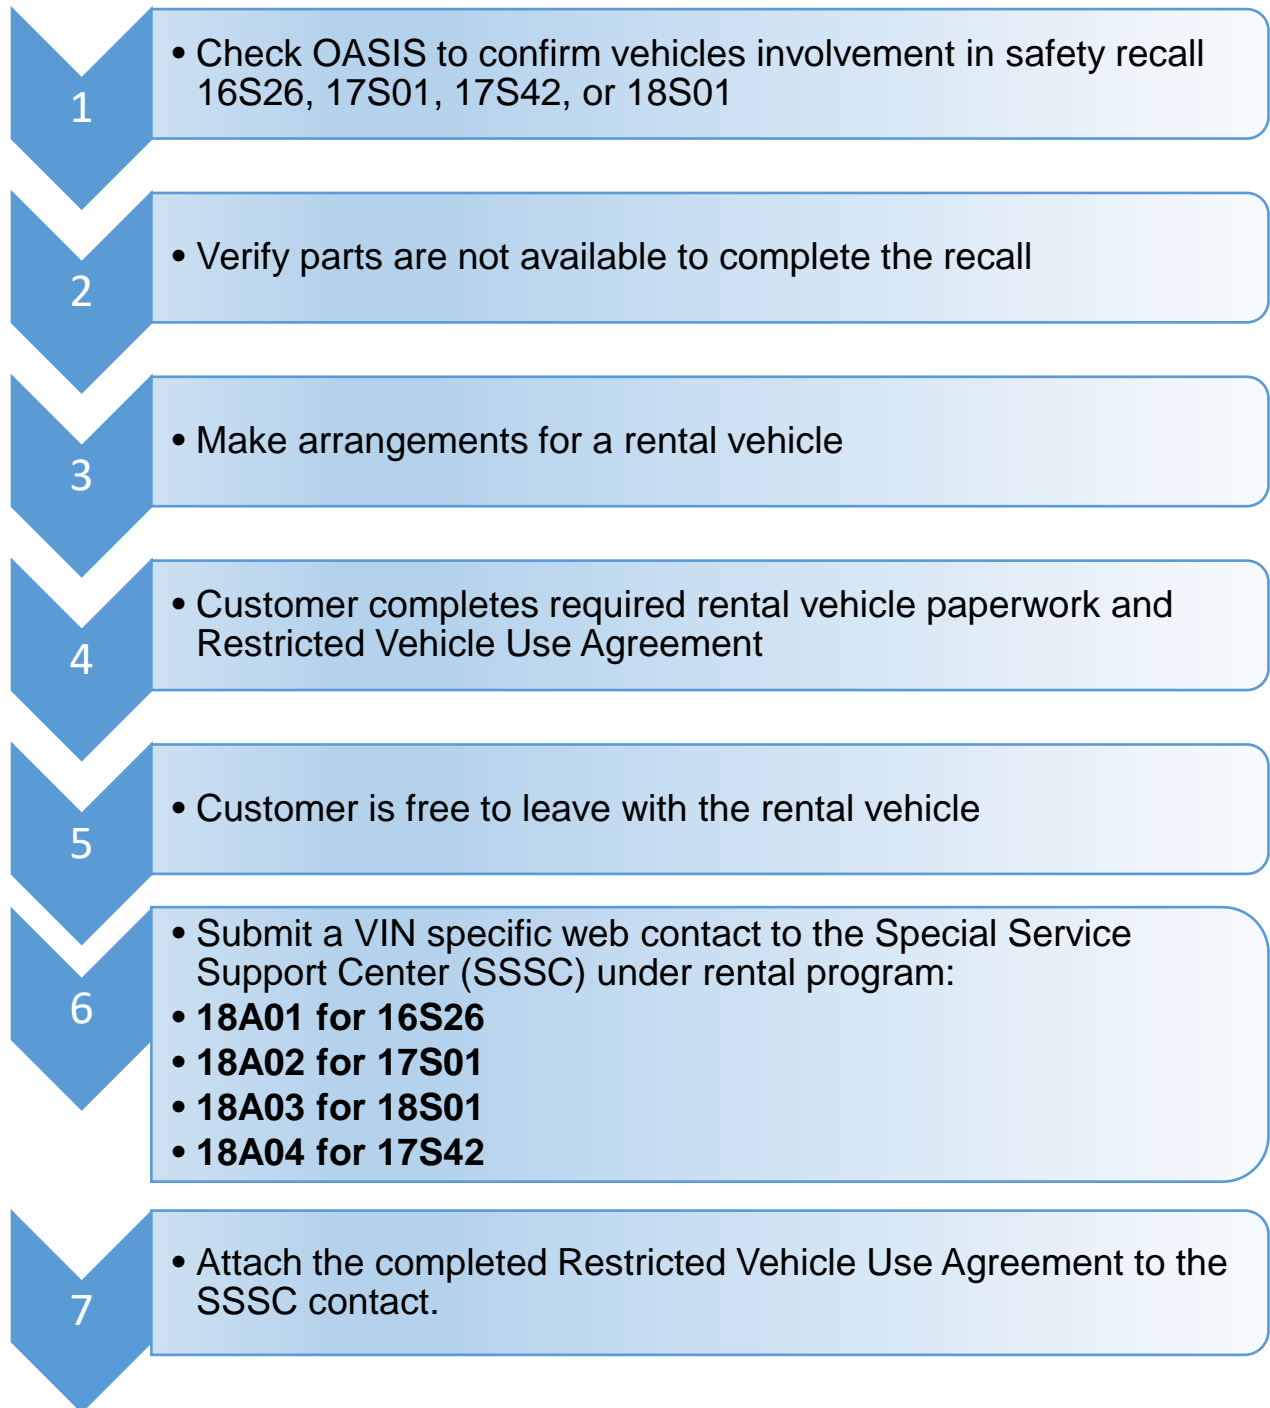 1
• Check OASIS to confirm vehicles involvement in safety recall
16S26, 17S01, 17S42, or 18S01
2
• Verify parts are not available to complete the recall
3
• Make arrangements for a rental vehicle
4
• Customer completes required rental vehicle paperwork and
Restricted Vehicle Use Agreement
5
• Customer is free to leave with the rental vehicle
6
• Submit a VIN specific web contact to the Special Service
Support Center (SSSC) under rental program:
• 18A01 for 16S26
• 18A02 for 17S01
• 18A03 for 18S01
• 18A04 for 17S42
7
• Attach the completed Restricted Vehicle Use Agreement to the
SSSC contact.